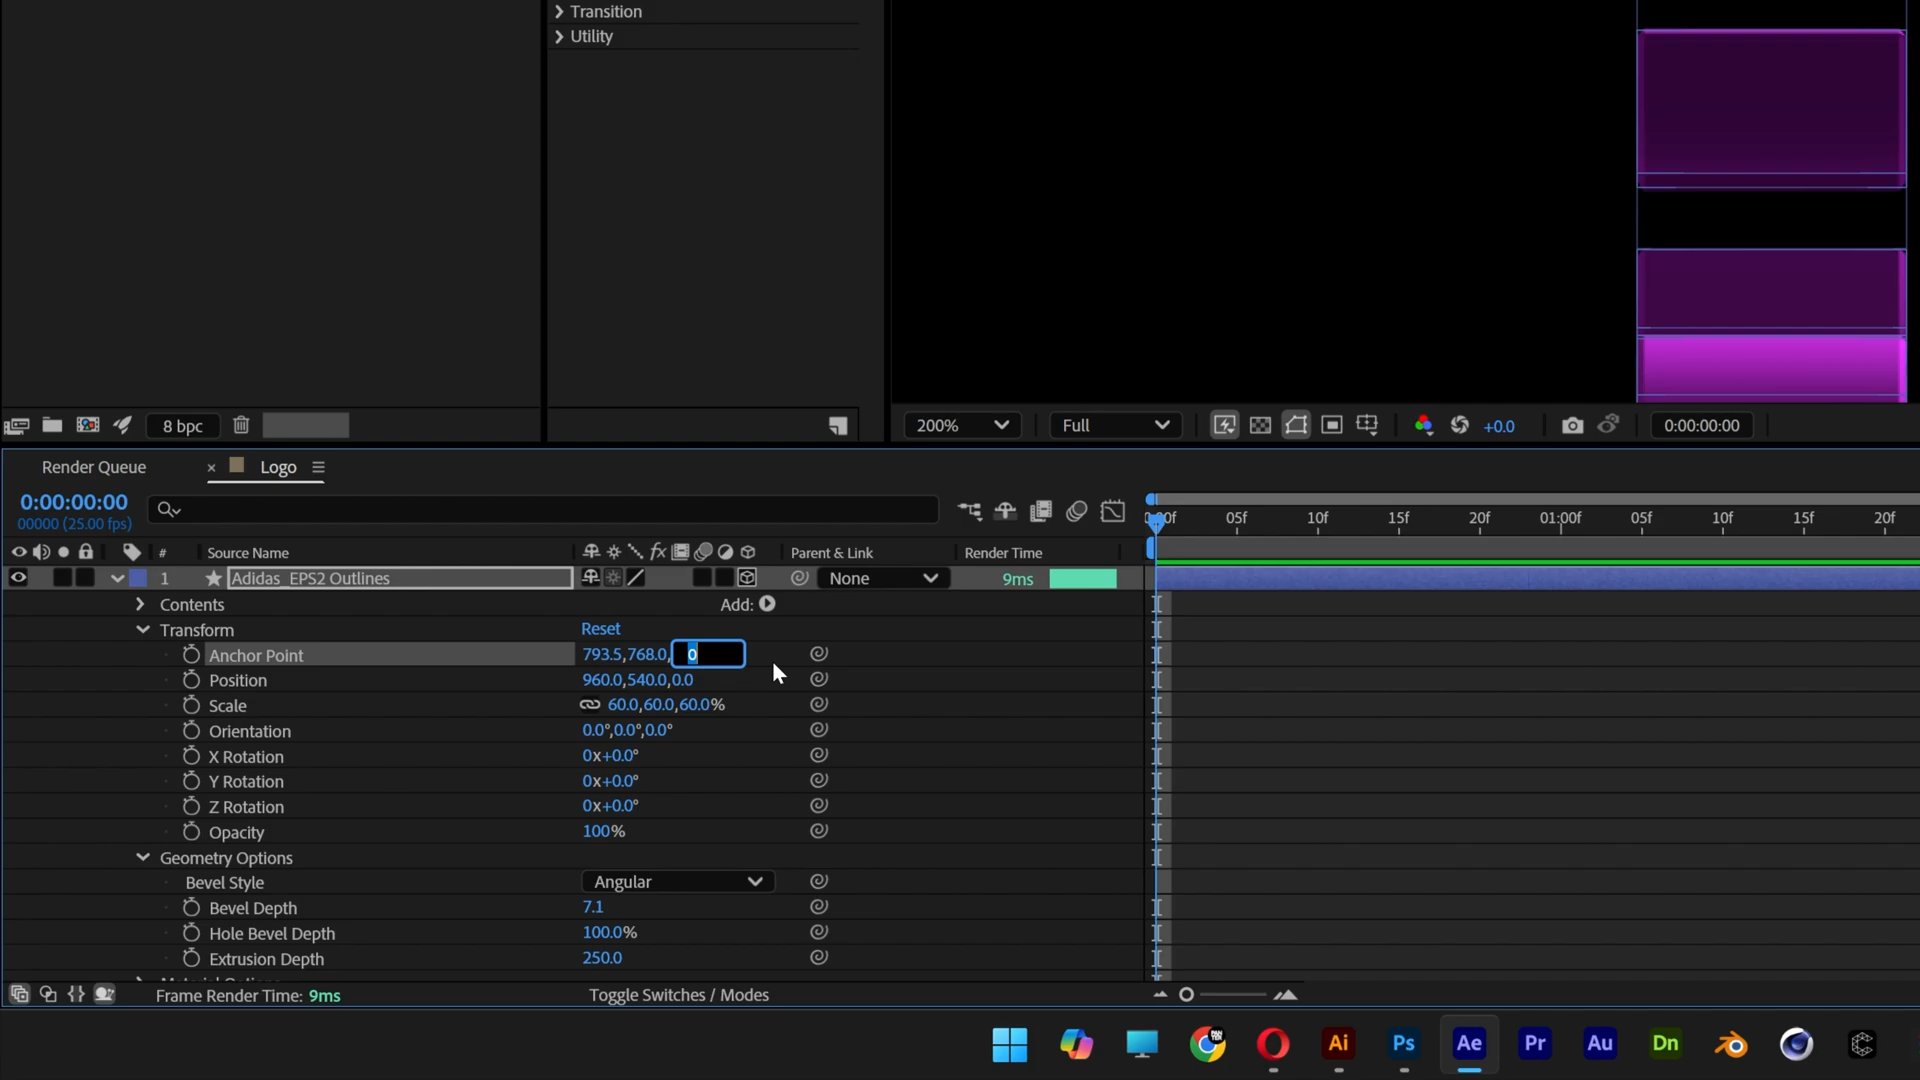 Transition
Utility
8 bpc
200%
Full
+0.0
0:00:00:00
Render Queue
× Logo
0:00:00:00
00000 (25.00 fps)
0:00f 05f 10f 15f 20f 01:00f 05f 10f 15f 20f
# Source Name fx Parent & Link Render Time
1 Adidas_EPS2 Outlines None 9ms
Contents Add:
Transform Reset
Anchor Point 793.5,768.0, 0
Position 960.0,540.0,0.0
Scale 60.0,60.0,60.0%
Orientation 0.0°,0.0°,0.0°
X Rotation 0x+0.0°
Y Rotation 0x+0.0°
Z Rotation 0x+0.0°
Opacity 100%
Geometry Options
Bevel Style Angular
Bevel Depth 7.1
Hole Bevel Depth 100.0%
Extrusion Depth 250.0
Material Options
Frame Render Time: 9ms Toggle Switches / Modes
Ai Ps Ae Pr Au Dn